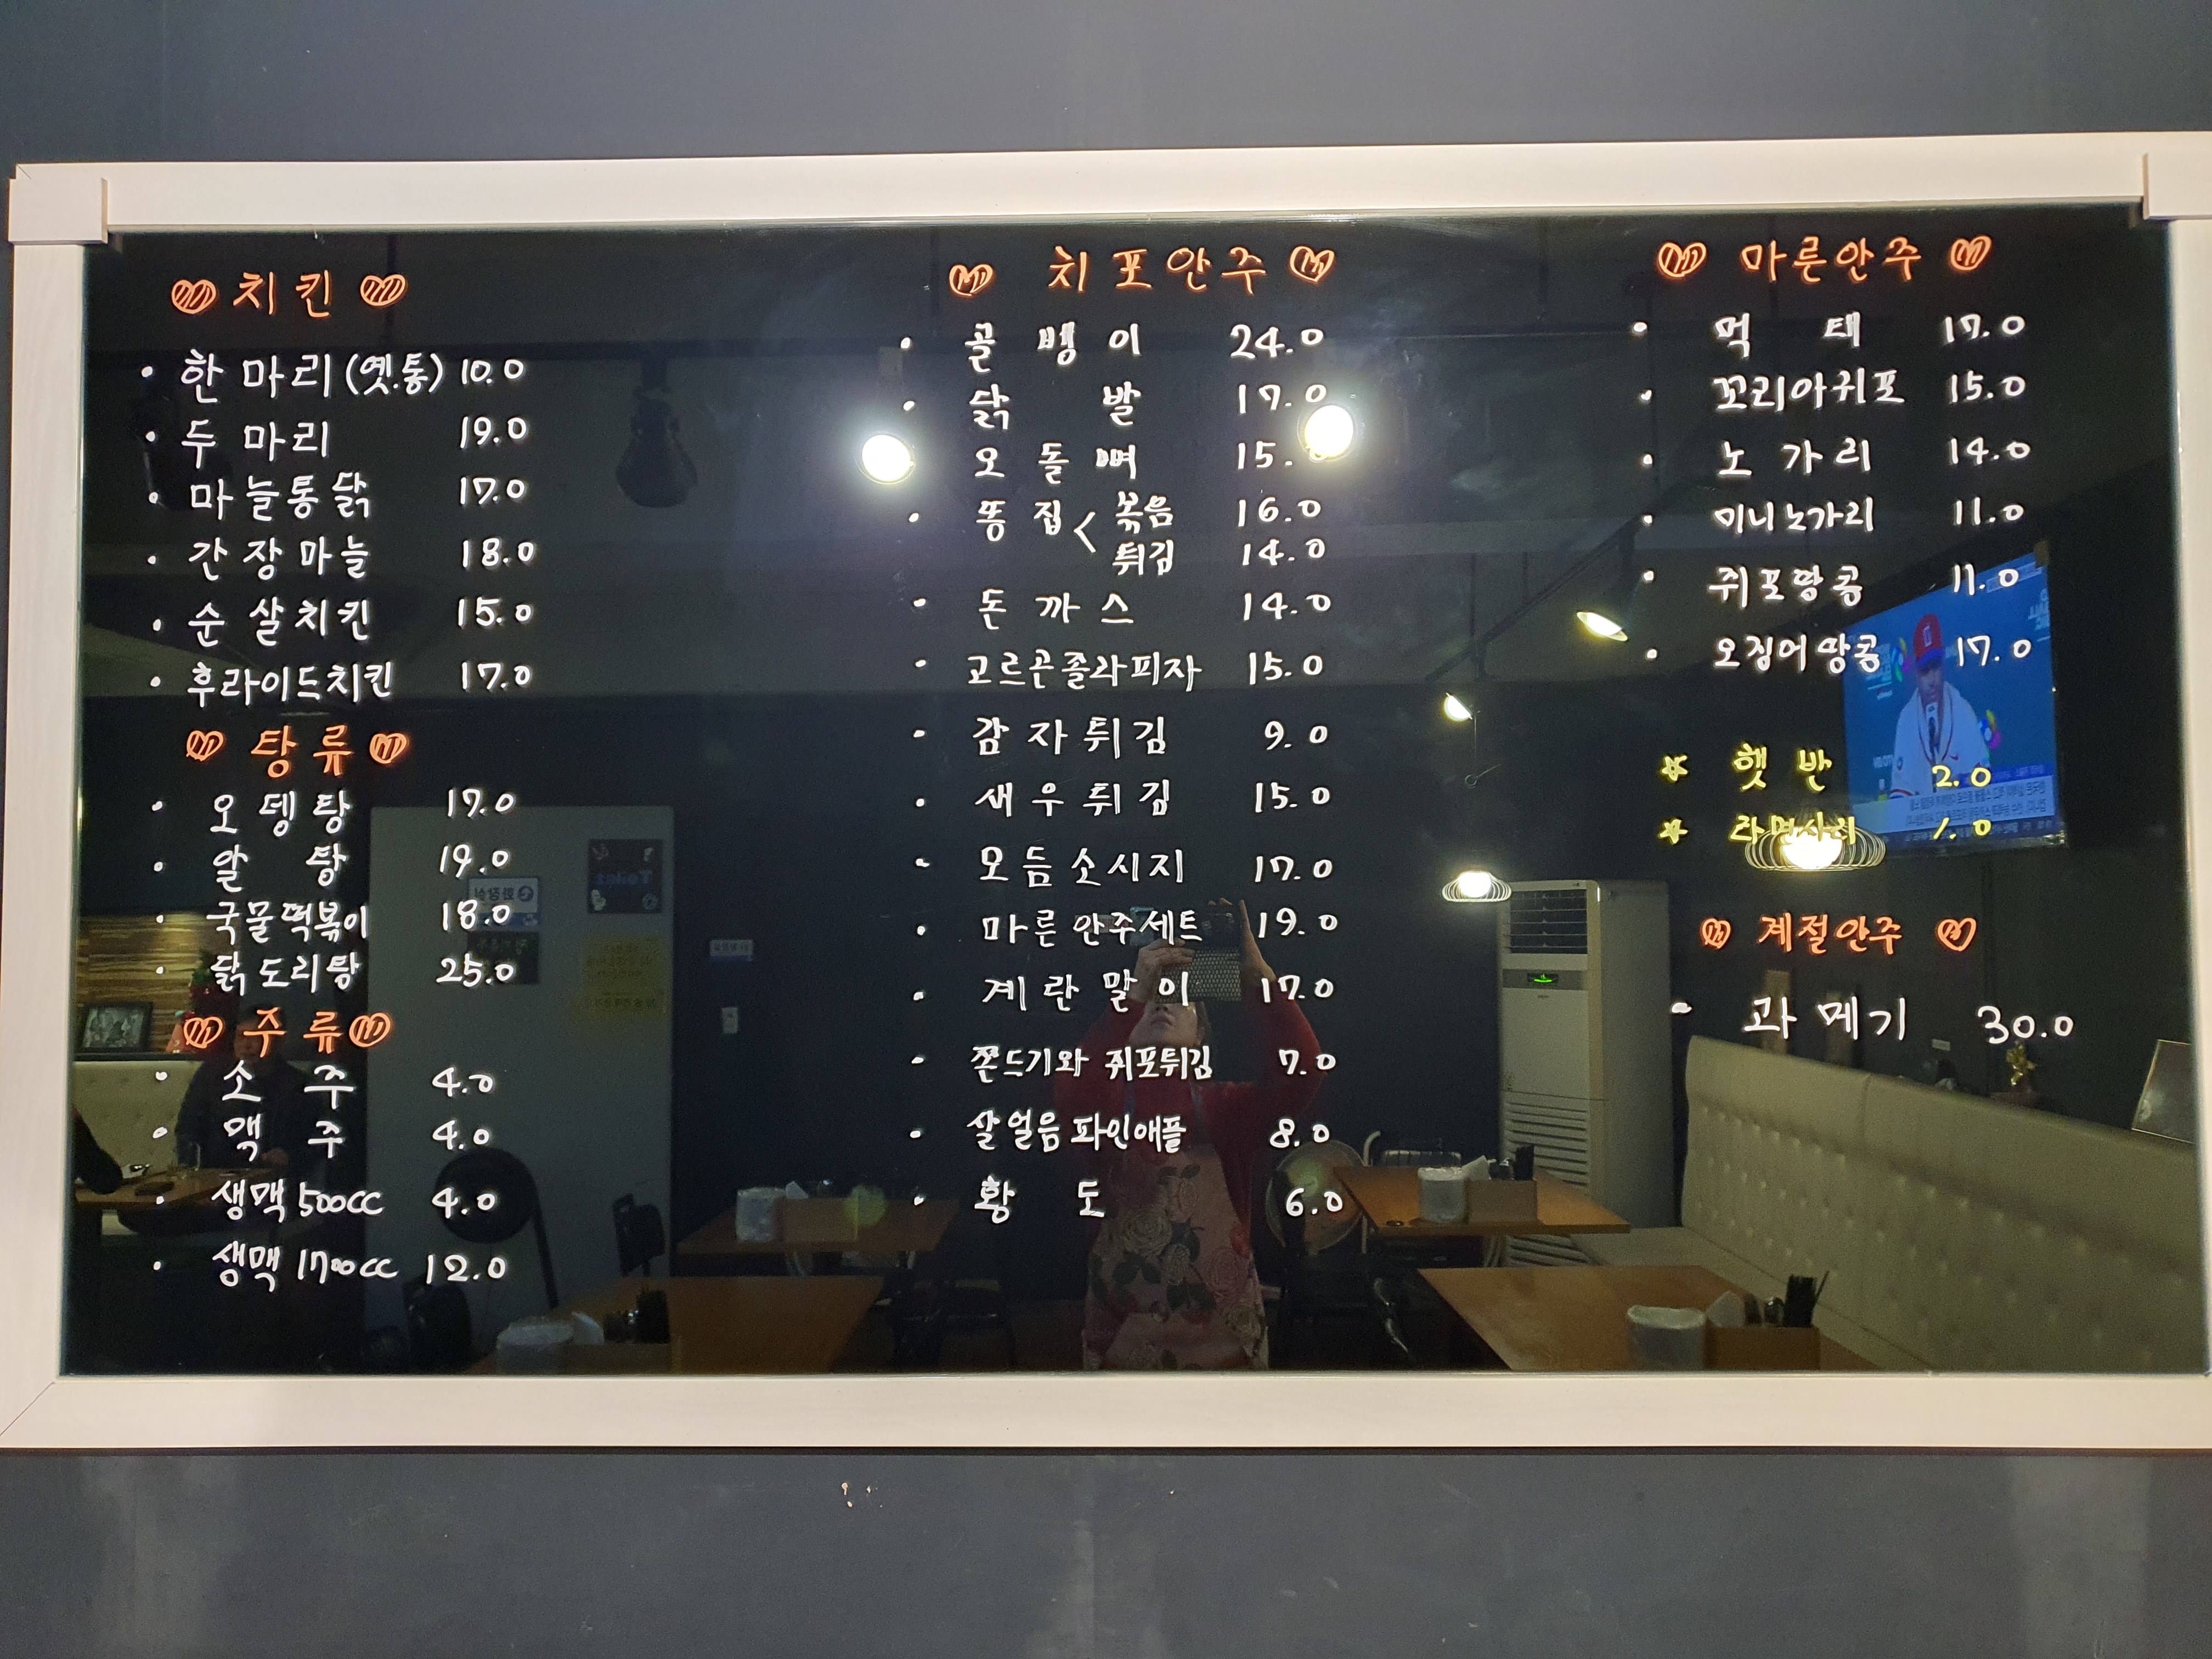 치킨
한마리(옛.통) 10.0
두마리 19.0
마늘통닭 17.0
간장마늘 18.0
순살치킨 15.0
후라이드치킨 17.0
탕류
오뎅탕 17.0
알탕 19.0
국물떡볶이 18.0
닭도리탕 25.0
주류
소주 4.0
맥주 4.0
생맥 500cc 4.0
생맥 1700cc 12.0
치포안주
골뱅이 24.0
닭발 17.0
오돌뼈 15.
똥집 < 볶음 16.0
튀김 14.0
돈까스 14.0
고르곤졸라피자 15.0
감자튀김 9.0
새우튀김 15.0
모듬소시지 17.0
마른안주세트 19.0
계란말이 17.0
쫀드기와 쥐포튀김 7.0
살얼음파인애플 8.0
황도 6.0
마른안주
먹태 17.0
꼬리아귀포 15.0
노가리 14.0
미니노가리 11.0
쥐포땅콩 11.0
오징어땅콩 17.0
햇반 2.0
라면사리 1.0
계절안주
과메기 30.0